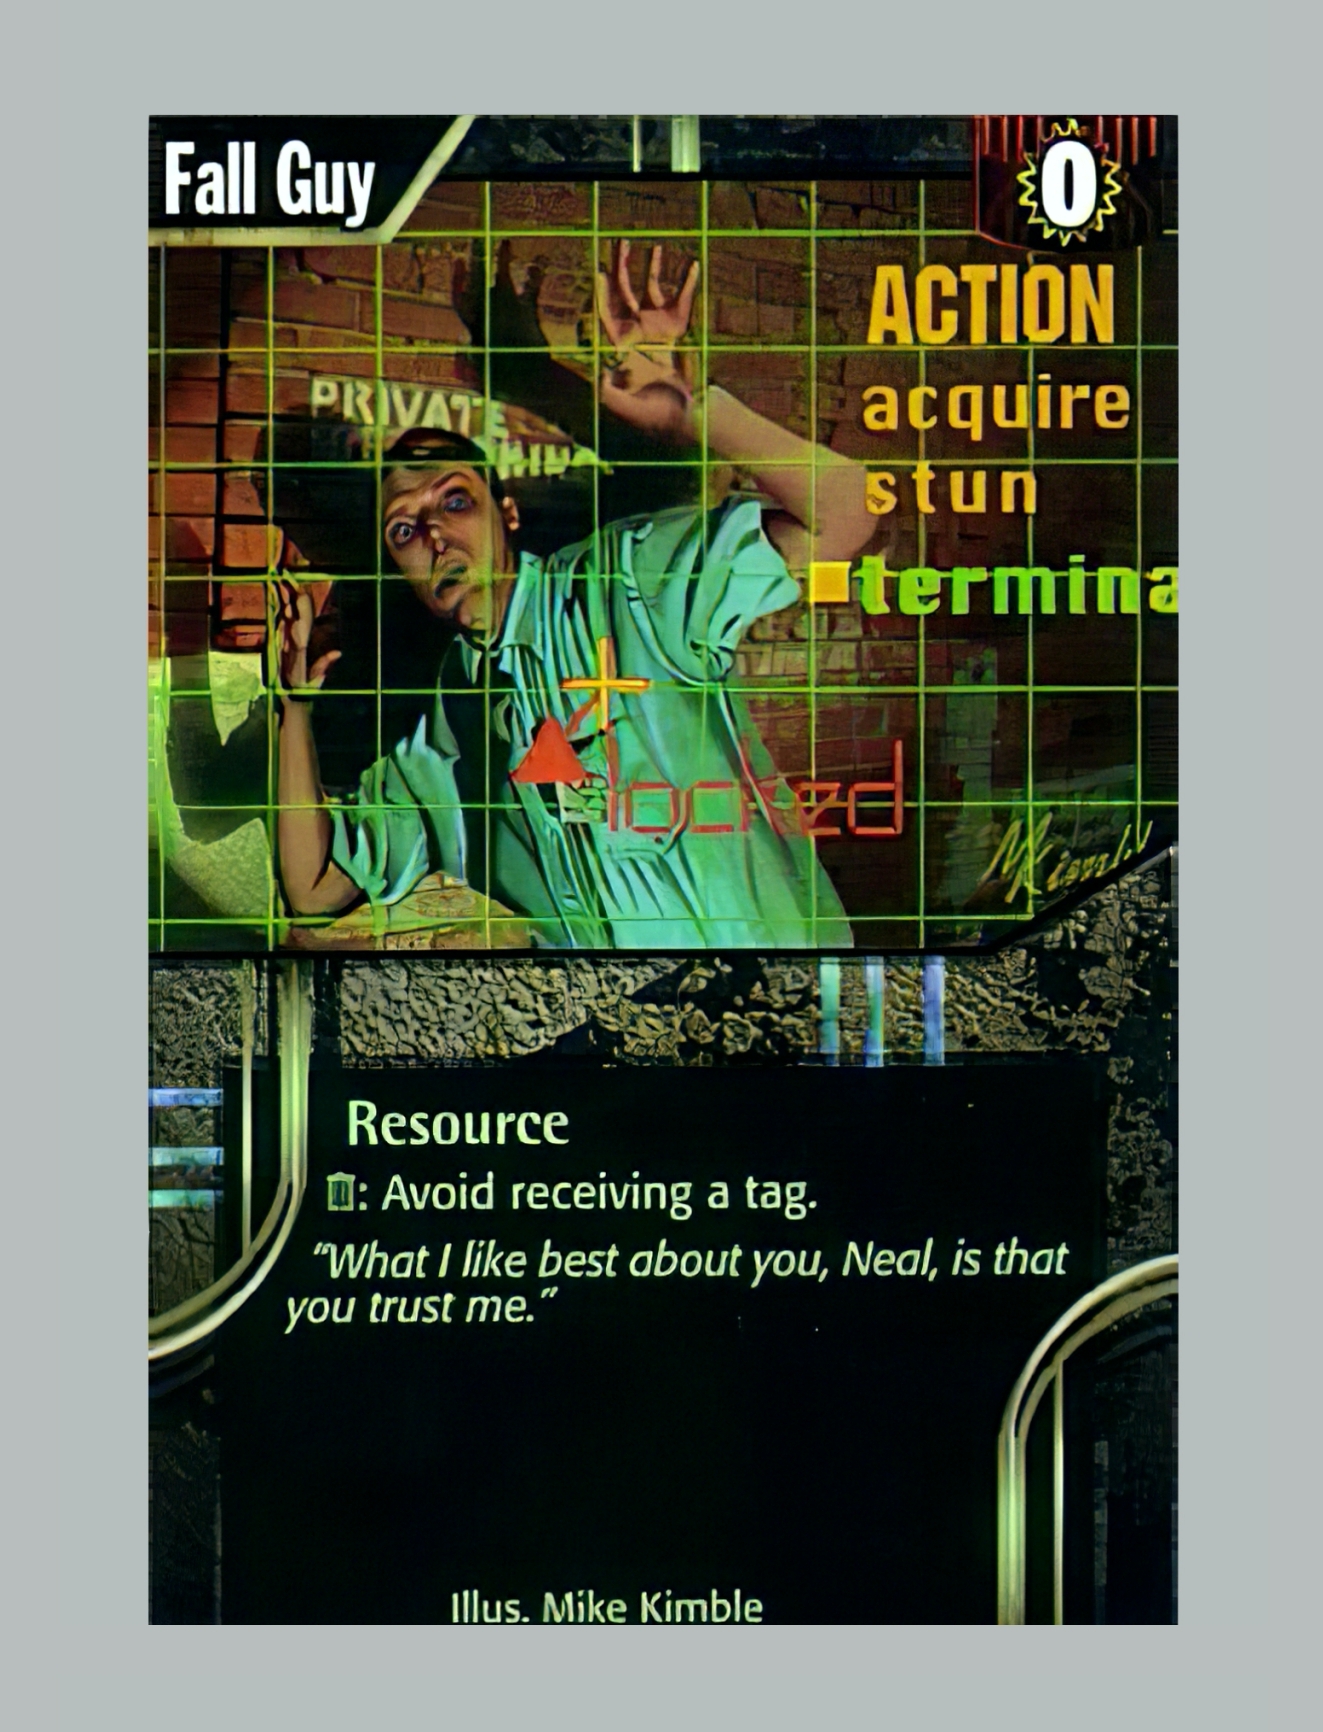 Fall Guy
0
ACTION
acquire
stun
termina
PRIVATE
locked
Resource
: Avoid receiving a tag.
“What I like best about you, Neal, is that
you trust me.”
Illus. Mike Kimble